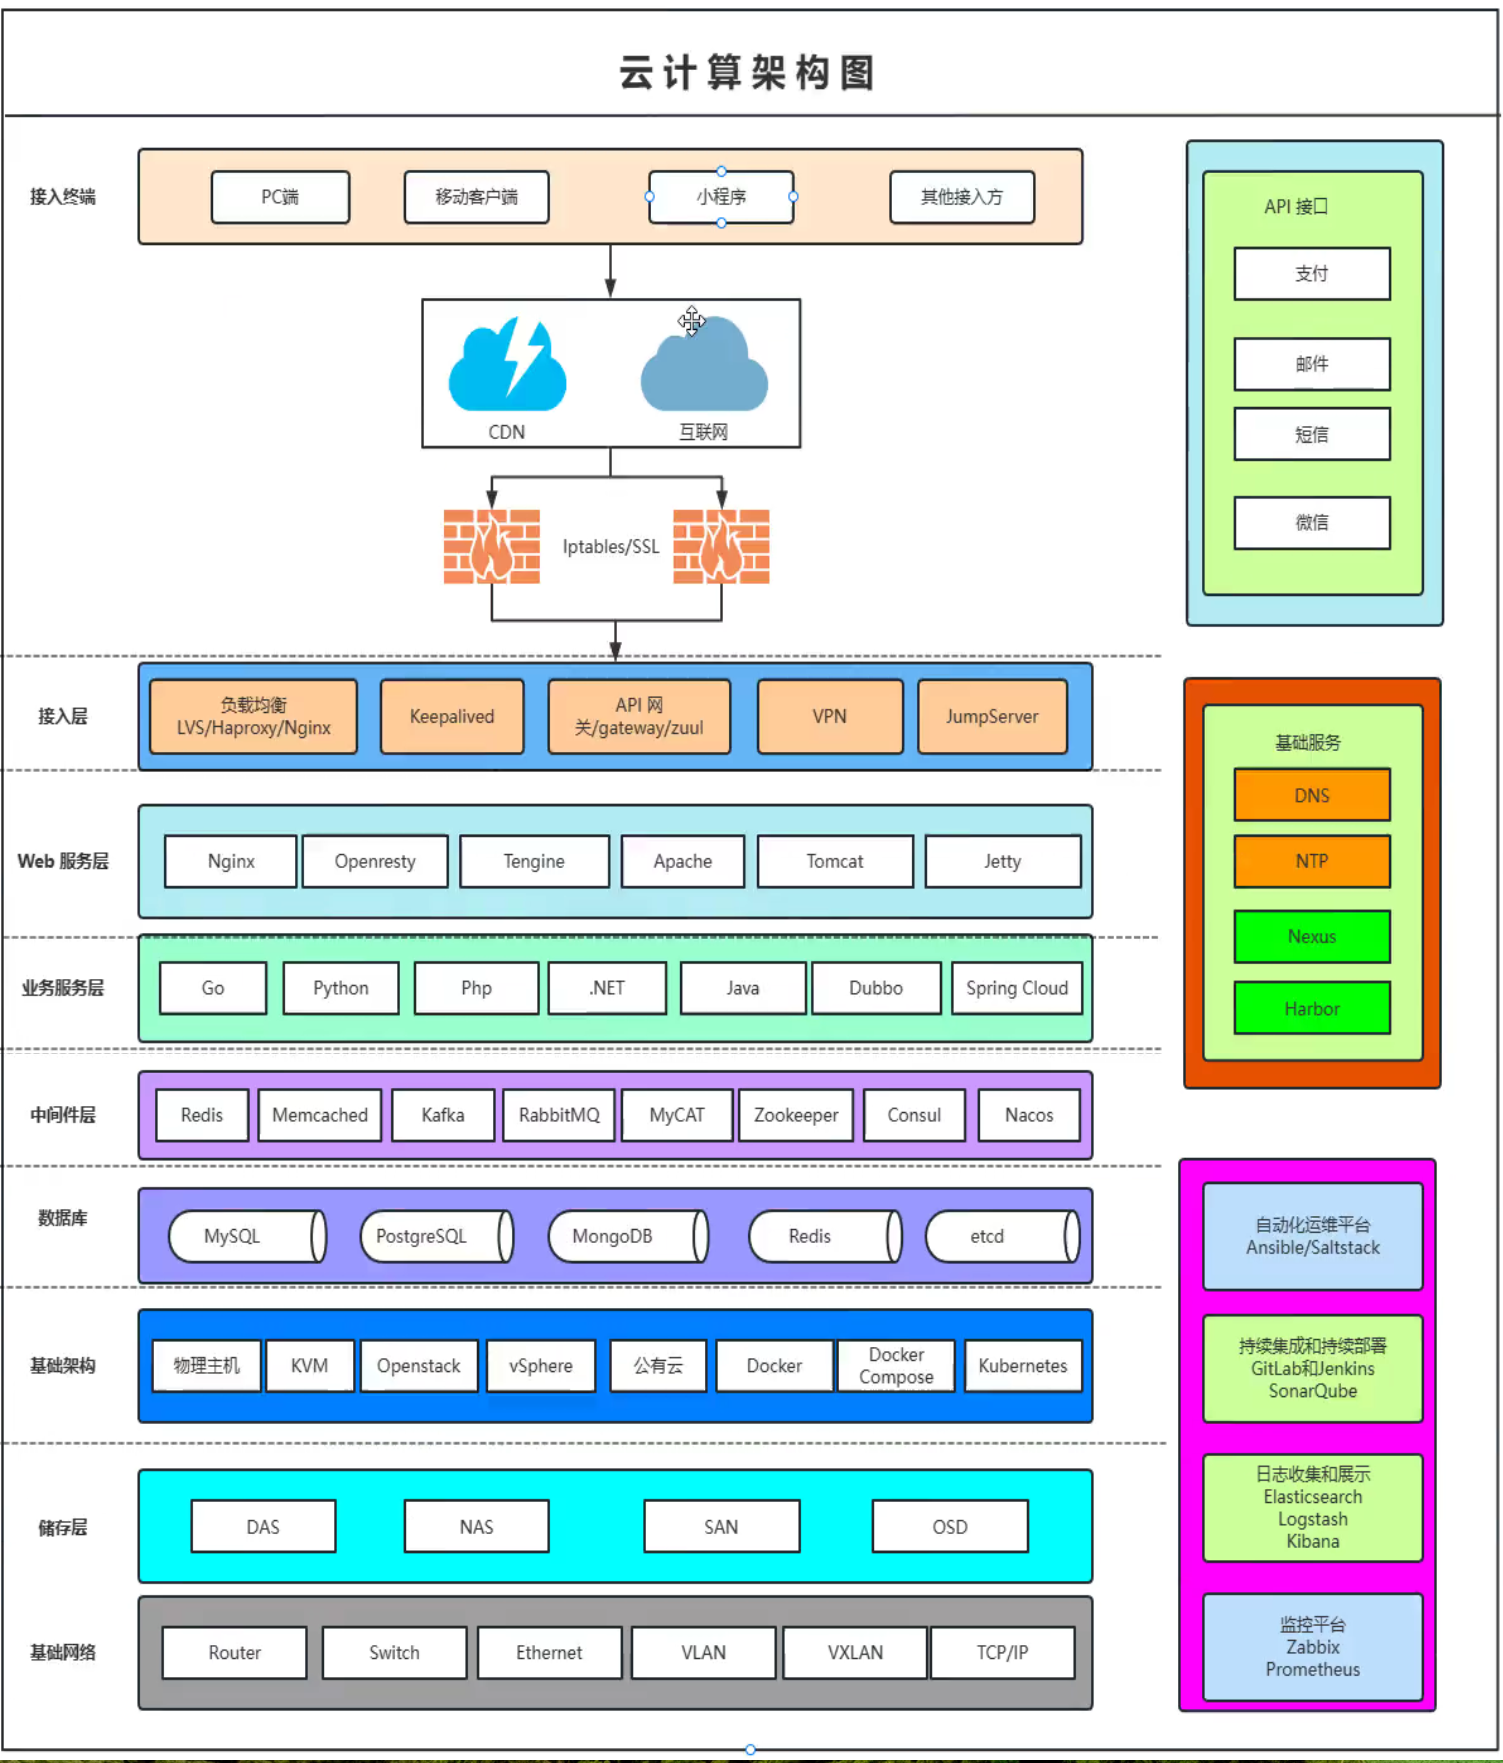 云计算架构图
接入终端
PC端
移动客户端
小程序
其他接入方
CDN
互联网
Iptables/SSL
接入层
负载均衡
LVS/Haproxy/Nginx
Keepalived
API 网
关/gateway/zuul
VPN
JumpServer
Web 服务层
Nginx
Openresty
Tengine
Apache
Tomcat
Jetty
业务服务层
Go
Python
Php
.NET
Java
Dubbo
Spring Cloud
中间件层
Redis
Memcached
Kafka
RabbitMQ
MyCAT
Zookeeper
Consul
Nacos
数据库
MySQL
PostgreSQL
MongoDB
Redis
etcd
基础架构
物理主机
KVM
Openstack
vSphere
公有云
Docker
Docker
Compose
Kubernetes
储存层
DAS
NAS
SAN
OSD
基础网络
Router
Switch
Ethernet
VLAN
VXLAN
TCP/IP
API 接口
支付
邮件
短信
微信
基础服务
DNS
NTP
Nexus
Harbor
自动化运维平台
Ansible/Saltstack
持续集成和持续部署
GitLab和Jenkins
SonarQube
日志收集和展示
Elasticsearch
Logstash
Kibana
监控平台
Zabbix
Prometheus